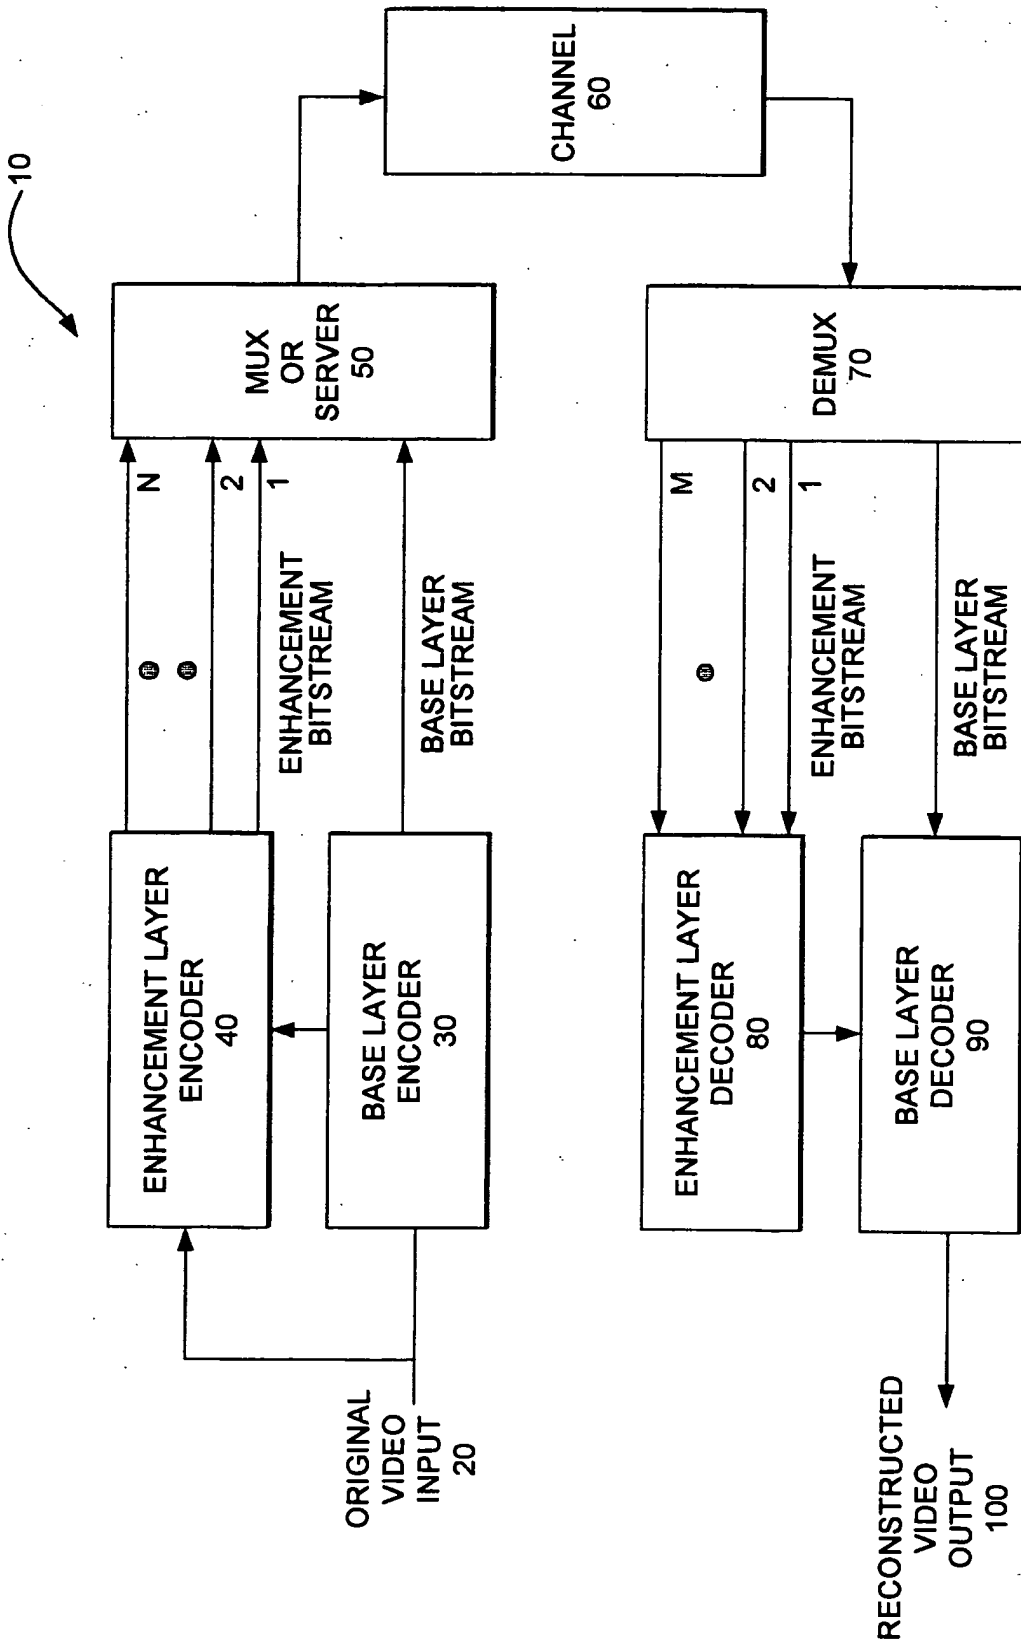 10
ORIGINAL
VIDEO
INPUT
20
ENHANCEMENT LAYER
ENCODER
40
BASE LAYER
ENCODER
30
N
2
1
ENHANCEMENT
BITSTREAM
BASE LAYER
BITSTREAM
MUX
OR
SERVER
50
CHANNEL
60
DEMUX
70
M
2
1
ENHANCEMENT
BITSTREAM
BASE LAYER
BITSTREAM
ENHANCEMENT LAYER
DECODER
80
BASE LAYER
DECODER
90
RECONSTRUCTED
VIDEO
OUTPUT
100